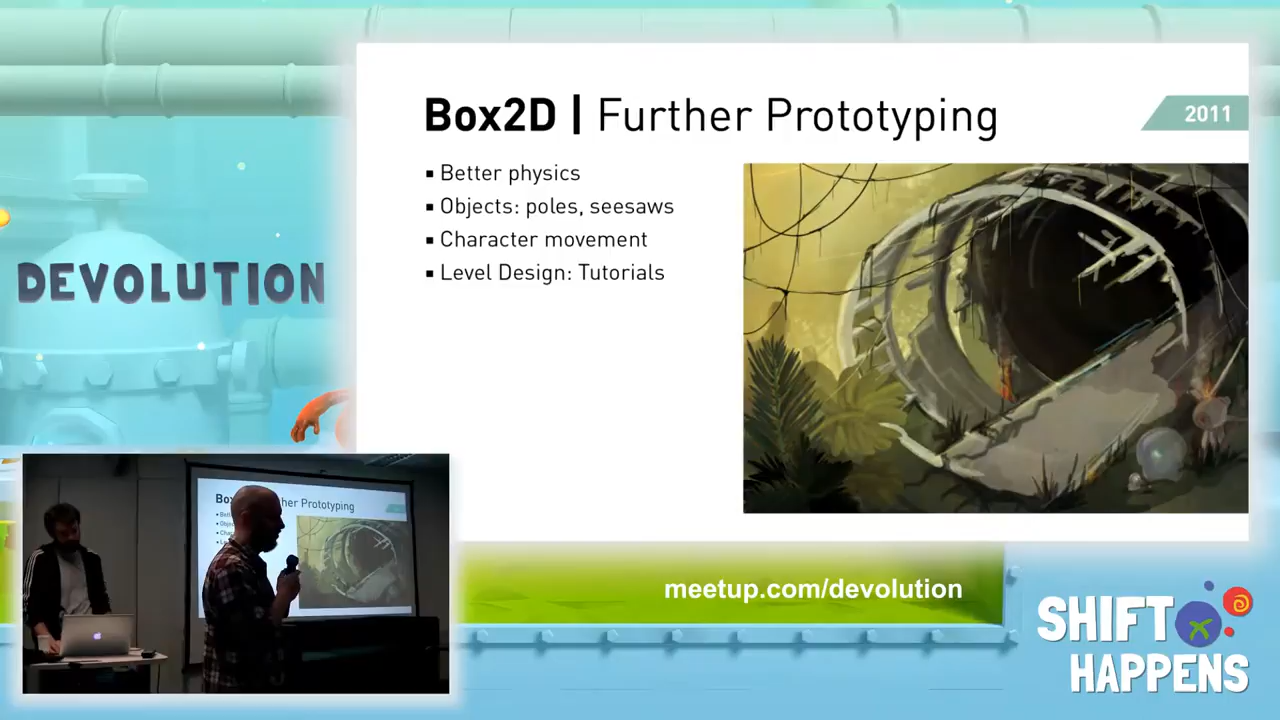 Box2D | Further Prototyping
2011
▪ Better physics
▪ Objects: poles, seesaws
▪ Character movement
▪ Level Design: Tutorials
DEVOLUTION
meetup.com/devolution
SHIFT
HAPPENS